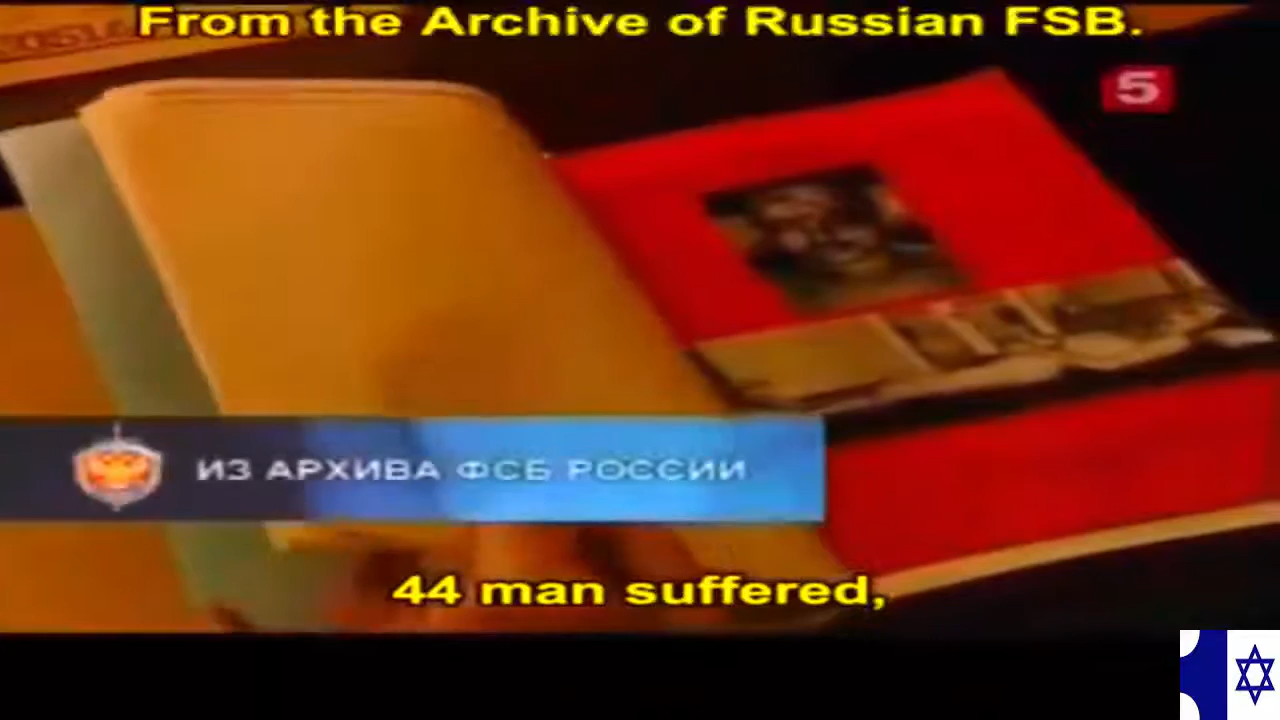 From the Archive of Russian FSB.
5
ИЗ АРХИВА ФСБ РОССИИ
44 man suffered,